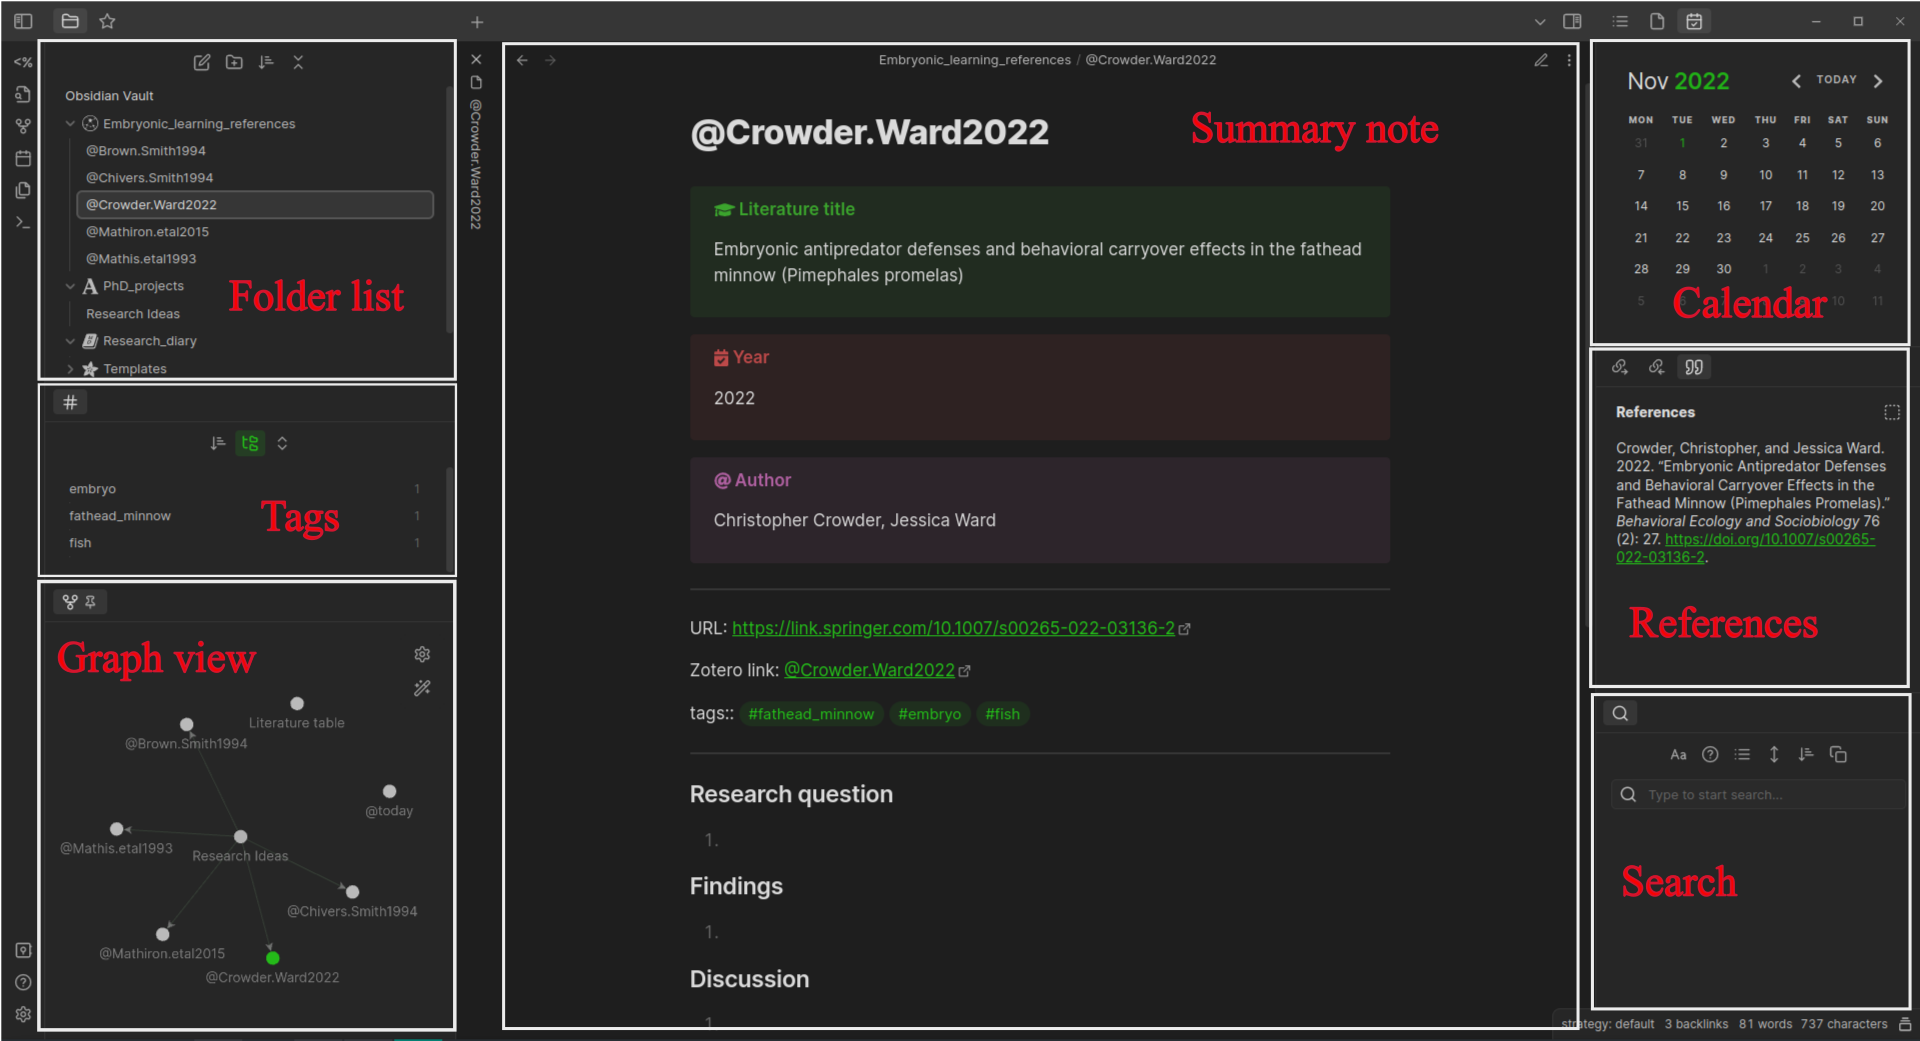 <%
Obsidian Vault
Embryonic_learning_references
@Brown.Smith1994
@Chivers.Smith1994
@Crowder.Ward2022
@Mathiron.etal2015
@Mathis.etal1993
PhD_projects
Research Ideas
Research_diary
Templates
Folder list
#
embryo 1
fathead_minnow 1
fish 1
Tags
Graph view
Literature table
@Brown.Smith1994
@today
@Mathis.etal1993
Research Ideas
@Chivers.Smith1994
@Mathiron.etal2015
@Crowder.Ward2022
@Crowder.Ward2022
Embryonic_learning_references / @Crowder.Ward2022
@Crowder.Ward2022
Summary note
Literature title
Embryonic antipredator defenses and behavioral carryover effects in the fathead
minnow (Pimephales promelas)
Year
2022
@ Author
Christopher Crowder, Jessica Ward
URL: https://link.springer.com/10.1007/s00265-022-03136-2
Zotero link: @Crowder.Ward2022
tags:: #fathead_minnow #embryo #fish
Research question
1.
Findings
1.
Discussion
1.
Nov 2022 TODAY
MON TUE WED THU FRI SAT SUN
31 1 2 3 4 5 6
7 8 9 10 11 12 13
14 15 16 17 18 19 20
21 22 23 24 25 26 27
28 29 30 1 2 3 4
5 6 10 11
Calendar
References
Crowder, Christopher, and Jessica Ward.
2022. “Embryonic Antipredator Defenses
and Behavioral Carryover Effects in the
Fathead Minnow (Pimephales Promelas).”
Behavioral Ecology and Sociobiology 76
(2): 27. https://doi.org/10.1007/s00265-
022-03136-2.
References
Aa
Type to start search...
Search
strategy: default 3 backlinks 81 words 737 characters